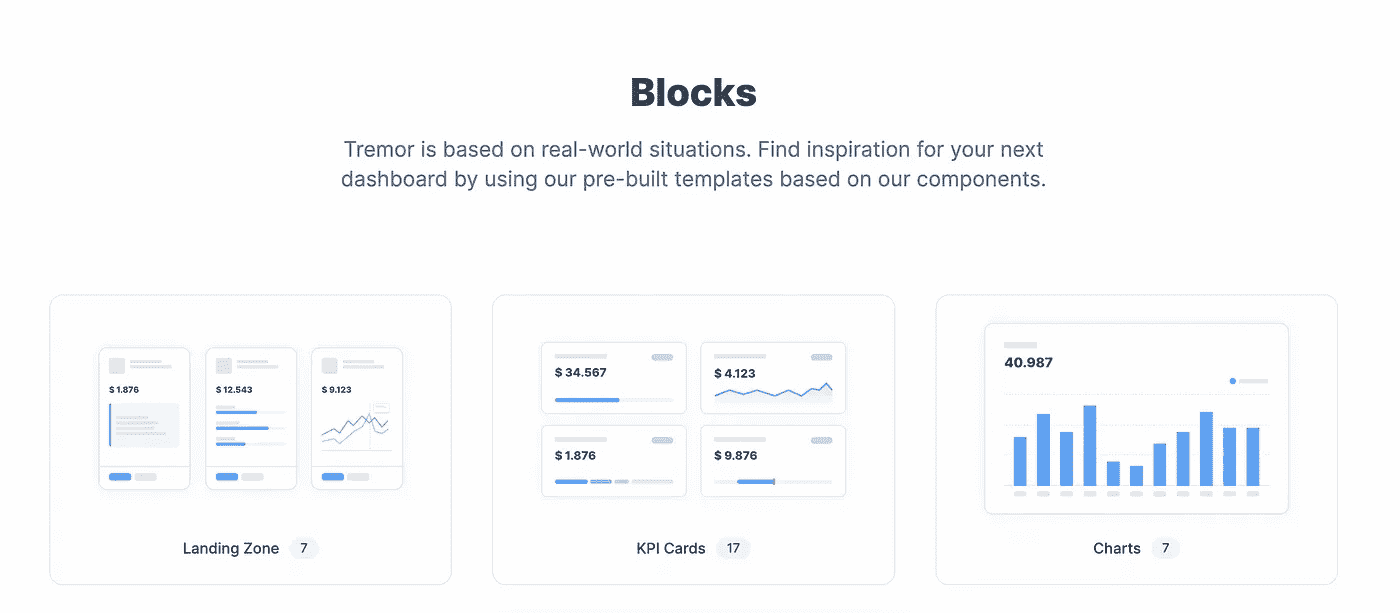 Blocks
Tremor is based on real-world situations. Find inspiration for your next
dashboard by using our pre-built templates based on our components.
$ 1.876
$ 12.543
$ 9.123
Landing Zone 7
$ 34.567
$ 4.123
$ 1.876
$ 9.876
KPI Cards 17
40.987
Charts 7